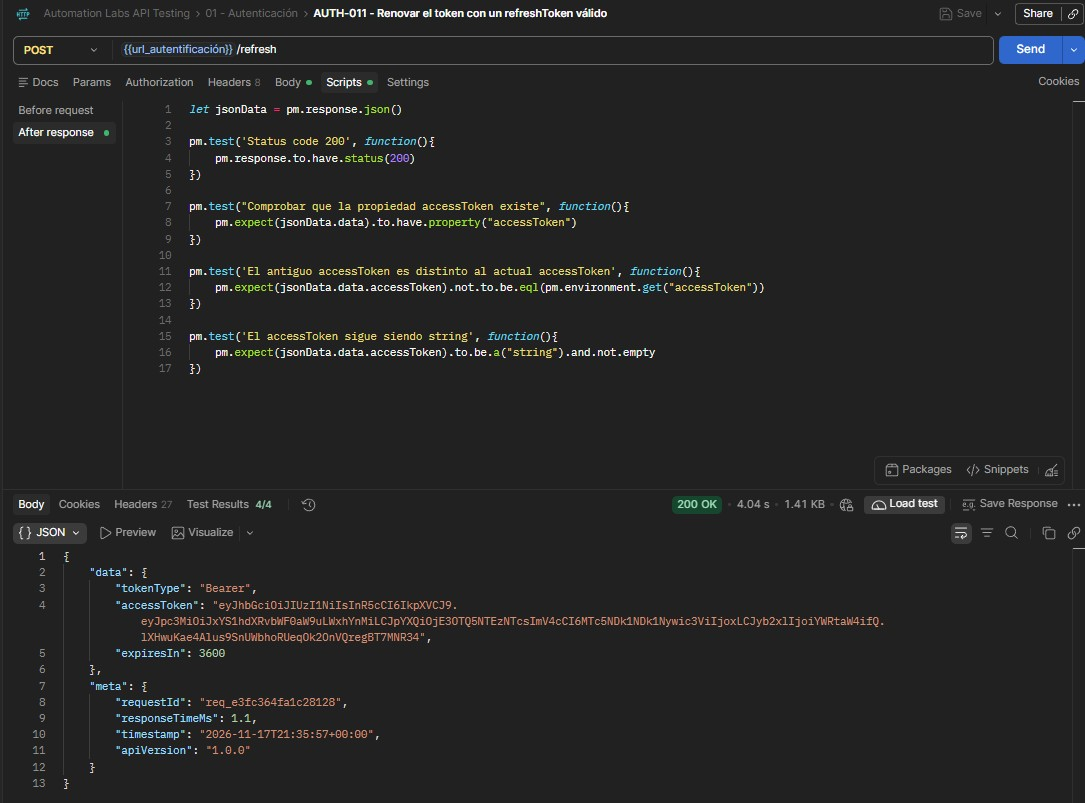 HTTP Automation Labs API Testing > 01 - Autenticación > AUTH-011 - Renovar el token con un refreshToken válido Save Share
POST {{url_autentificación}} /refresh Send
Docs Params Authorization Headers 8 Body Scripts Settings Cookies
Before request
After response
1 let jsonData = pm.response.json()
2
3 pm.test('Status code 200', function(){
4 pm.response.to.have.status(200)
5 })
6
7 pm.test("Comprobar que la propiedad accessToken existe", function(){
8 pm.expect(jsonData.data).to.have.property("accessToken")
9 })
10
11 pm.test('El antiguo accessToken es distinto al actual accessToken', function(){
12 pm.expect(jsonData.data.accessToken).not.to.be.eql(pm.environment.get("accessToken"))
13 })
14
15 pm.test('El accessToken sigue siendo string', function(){
16 pm.expect(jsonData.data.accessToken).to.be.a("string").and.not.empty
17 })
Packages </> Snippets
Body Cookies Headers 27 Test Results 4/4 200 OK 4.04 s 1.41 KB Load test e.g. Save Response
{ } JSON Preview Visualize
1 {
2 "data": {
3 "tokenType": "Bearer",
4 "accessToken": "eyJhbGciOiJIUzI1NiIsInR5cCI6IkpXVCJ9.
eyJpc3MiOiJxYS1hdXRvbWF0aW9uLWxhYnMiLCJpYXQiOjE3OTQ5NTEzNTcsImV4cCI6MTc5NDk1NDk1Nywic3ViIjoxLCJyb2xlIjoiYWRtaW4ifQ.
lXHwuKae4Alus9SnUWbhoRUeqOk2OnVQregBT7MNR34",
5 "expiresIn": 3600
6 },
7 "meta": {
8 "requestId": "req_e3fc364fa1c28128",
9 "responseTimeMs": 1.1,
10 "timestamp": "2026-11-17T21:35:57+00:00",
11 "apiVersion": "1.0.0"
12 }
13 }